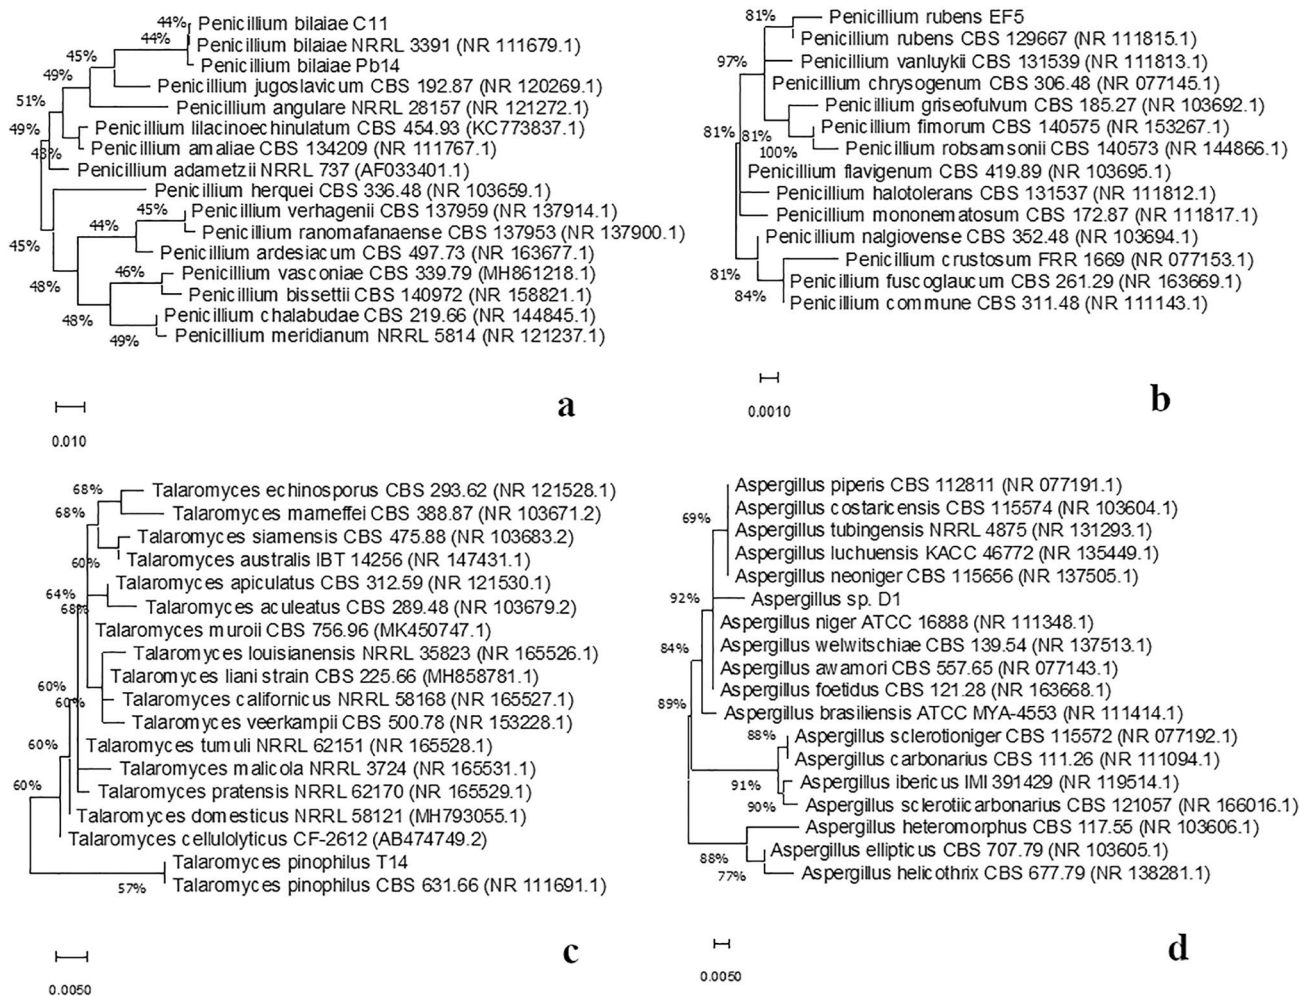 44%
Penicillium bilaiae C11
44%
Penicillium bilaiae NRRL 3391 (NR 111679.1)
45%
Penicillium bilaiae Pb14
49%
Penicillium jugoslavicum CBS 192.87 (NR 120269.1)
51%
Penicillium angulare NRRL 28157 (NR 121272.1)
49%
Penicillium lilacinoechinulatum CBS 454.93 (KC773837.1)
Penicillium amaliae CBS 134209 (NR 111767.1)
Penicillium adametzii NRRL 737 (AF033401.1)
Penicillium herquei CBS 336.48 (NR 103659.1)
45%
Penicillium verhagenii CBS 137959 (NR 137914.1)
44%
Penicillium ranomafanaense CBS 137953 (NR 137900.1)
45%
Penicillium ardesiacum CBS 497.73 (NR 163677.1)
46%
Penicillium vasconiae CBS 339.79 (MH861218.1)
48%
Penicillium bissettii CBS 140972 (NR 158821.1)
48%
Penicillium chalabudae CBS 219.66 (NR 144845.1)
49%
Penicillium meridianum NRRL 5814 (NR 121237.1)
0.010
a
81%
Penicillium rubens EF5
Penicillium rubens CBS 129667 (NR 111815.1)
97%
Penicillium vanluykii CBS 131539 (NR 111813.1)
Penicillium chrysogenum CBS 306.48 (NR 077145.1)
Penicillium griseofulvum CBS 185.27 (NR 103692.1)
81%
81%
Penicillium fimorum CBS 140575 (NR 153267.1)
100%
Penicillium robsamsonii CBS 140573 (NR 144866.1)
Penicillium flavigenum CBS 419.89 (NR 103695.1)
Penicillium halotolerans CBS 131537 (NR 111812.1)
Penicillium mononematosum CBS 172.87 (NR 111817.1)
Penicillium nalgiovense CBS 352.48 (NR 103694.1)
Penicillium crustosum FRR 1669 (NR 077153.1)
81%
Penicillium fuscoglaucum CBS 261.29 (NR 163669.1)
84%
Penicillium commune CBS 311.48 (NR 111143.1)
0.0010
b
68%
Talaromyces echinosporus CBS 293.62 (NR 121528.1)
68%
Talaromyces marneffei CBS 388.87 (NR 103671.2)
Talaromyces siamensis CBS 475.88 (NR 103683.2)
60%
Talaromyces australis IBT 14256 (NR 147431.1)
Talaromyces apiculatus CBS 312.59 (NR 121530.1)
64%
68%
Talaromyces aculeatus CBS 289.48 (NR 103679.2)
Talaromyces muroii CBS 756.96 (MK450747.1)
Talaromyces louisianensis NRRL 35823 (NR 165526.1)
Talaromyces liani strain CBS 225.66 (MH858781.1)
60%
60%
Talaromyces californicus NRRL 58168 (NR 165527.1)
Talaromyces veerkampii CBS 500.78 (NR 153228.1)
60%
Talaromyces tumuli NRRL 62151 (NR 165528.1)
Talaromyces malicola NRRL 3724 (NR 165531.1)
60%
Talaromyces pratensis NRRL 62170 (NR 165529.1)
Talaromyces domesticus NRRL 58121 (MH793055.1)
Talaromyces cellulolyticus CF-2612 (AB474749.2)
Talaromyces pinophilus T14
57%
Talaromyces pinophilus CBS 631.66 (NR 111691.1)
0.0050
c
Aspergillus piperis CBS 112811 (NR 077191.1)
Aspergillus costaricensis CBS 115574 (NR 103604.1)
69%
Aspergillus tubingensis NRRL 4875 (NR 131293.1)
Aspergillus luchuensis KACC 46772 (NR 135449.1)
Aspergillus neoniger CBS 115656 (NR 137505.1)
92%
Aspergillus sp. D1
Aspergillus niger ATCC 16888 (NR 111348.1)
84%
Aspergillus welwitschiae CBS 139.54 (NR 137513.1)
Aspergillus awamori CBS 557.65 (NR 077143.1)
Aspergillus foetidus CBS 121.28 (NR 163668.1)
89%
Aspergillus brasiliensis ATCC MYA-4553 (NR 111414.1)
88%
Aspergillus sclerotioniger CBS 115572 (NR 077192.1)
Aspergillus carbonarius CBS 111.26 (NR 111094.1)
91%
Aspergillus ibericus IMI 391429 (NR 119514.1)
90%
Aspergillus sclerotiicarbonarius CBS 121057 (NR 166016.1)
Aspergillus heteromorphus CBS 117.55 (NR 103606.1)
88%
Aspergillus ellipticus CBS 707.79 (NR 103605.1)
77%
Aspergillus helicothrix CBS 677.79 (NR 138281.1)
0.0050
d